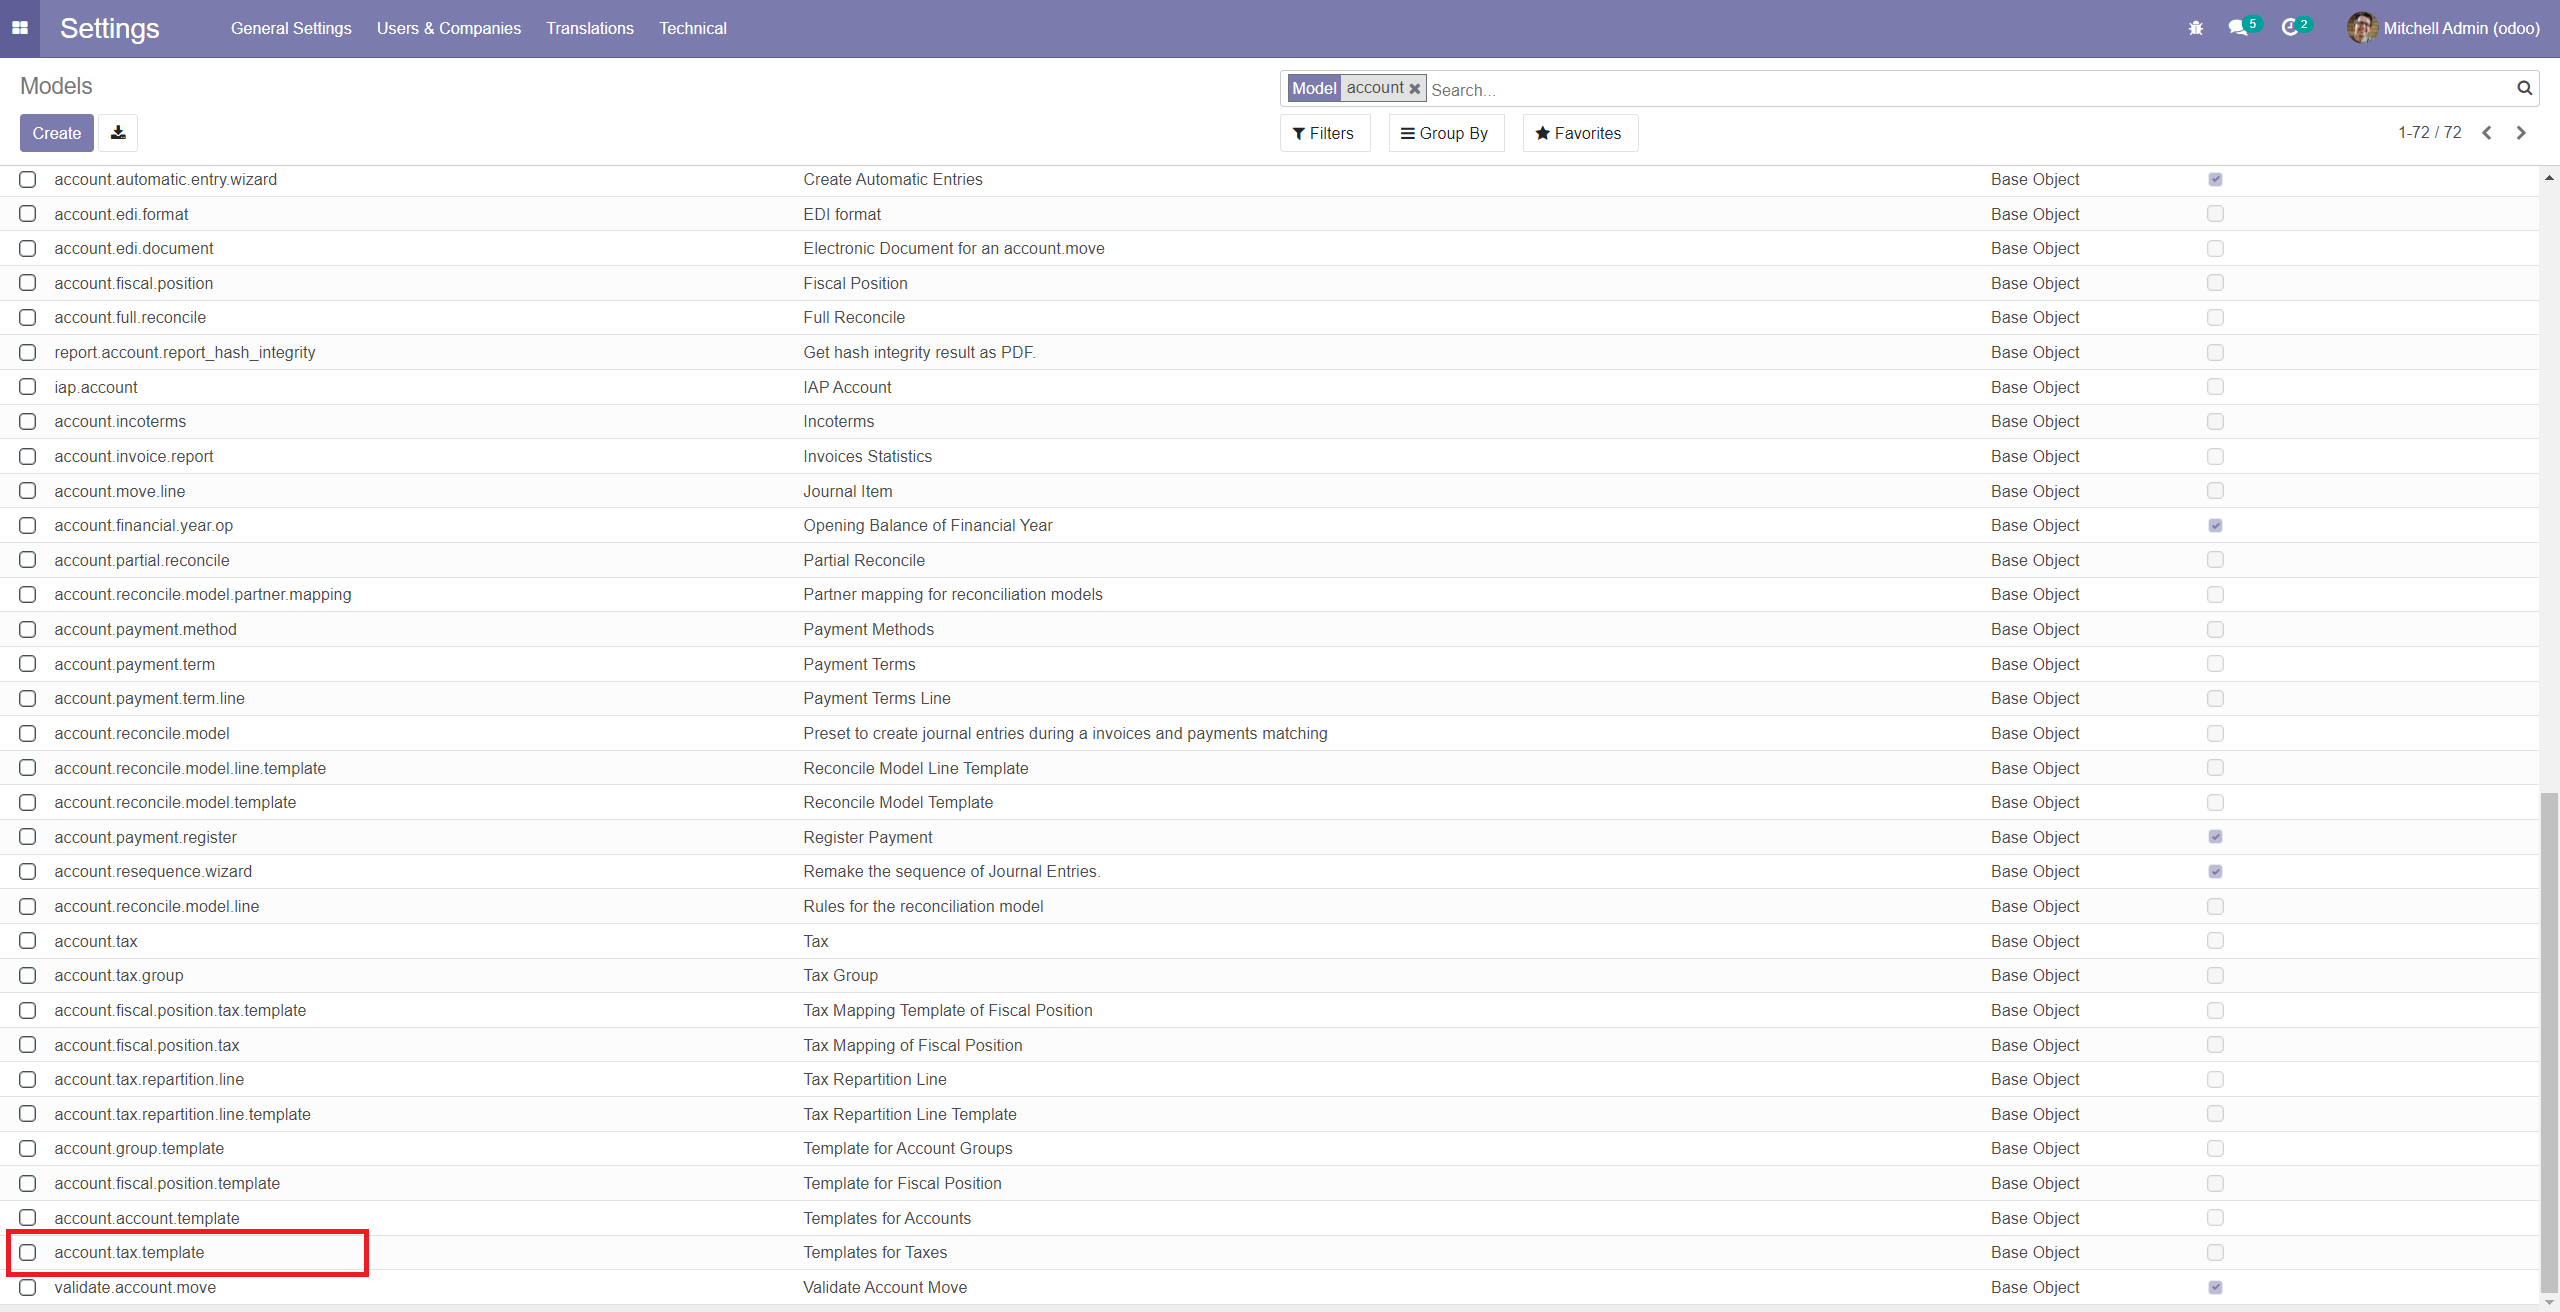 Settings General Settings Users & Companies Translations Technical 5 2 Mitchell Admin (odoo)
Models Model account Search...
Create Filters Group By Favorites 1-72 / 72
account.automatic.entry.wizard Create Automatic Entries Base Object
account.edi.format EDI format Base Object
account.edi.document Electronic Document for an account.move Base Object
account.fiscal.position Fiscal Position Base Object
account.full.reconcile Full Reconcile Base Object
report.account.report_hash_integrity Get hash integrity result as PDF. Base Object
iap.account IAP Account Base Object
account.incoterms Incoterms Base Object
account.invoice.report Invoices Statistics Base Object
account.move.line Journal Item Base Object
account.financial.year.op Opening Balance of Financial Year Base Object
account.partial.reconcile Partial Reconcile Base Object
account.reconcile.model.partner.mapping Partner mapping for reconciliation models Base Object
account.payment.method Payment Methods Base Object
account.payment.term Payment Terms Base Object
account.payment.term.line Payment Terms Line Base Object
account.reconcile.model Preset to create journal entries during a invoices and payments matching Base Object
account.reconcile.model.line.template Reconcile Model Line Template Base Object
account.reconcile.model.template Reconcile Model Template Base Object
account.payment.register Register Payment Base Object
account.resequence.wizard Remake the sequence of Journal Entries. Base Object
account.reconcile.model.line Rules for the reconciliation model Base Object
account.tax Tax Base Object
account.tax.group Tax Group Base Object
account.fiscal.position.tax.template Tax Mapping Template of Fiscal Position Base Object
account.fiscal.position.tax Tax Mapping of Fiscal Position Base Object
account.tax.repartition.line Tax Repartition Line Base Object
account.tax.repartition.line.template Tax Repartition Line Template Base Object
account.group.template Template for Account Groups Base Object
account.fiscal.position.template Template for Fiscal Position Base Object
account.account.template Templates for Accounts Base Object
account.tax.template Templates for Taxes Base Object
validate.account.move Validate Account Move Base Object